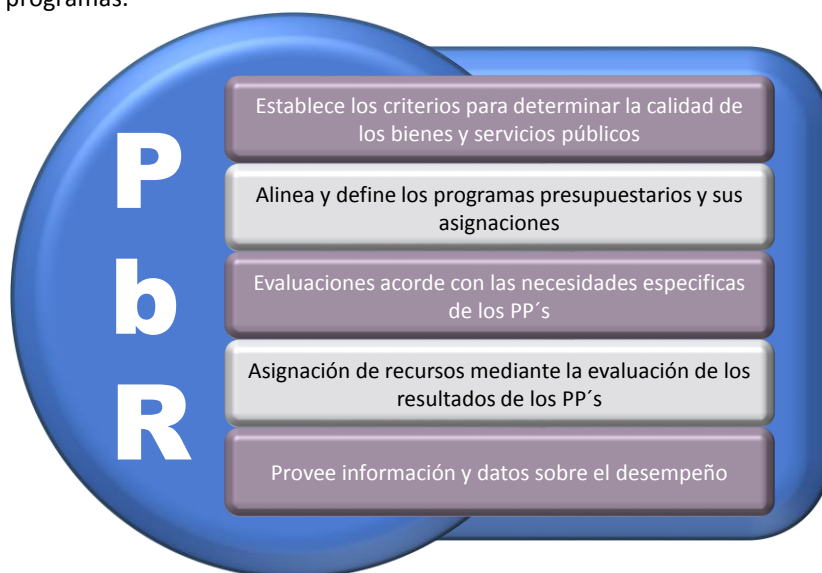 programas.
P
b
R
Establece los criterios para determinar la calidad de
los bienes y servicios públicos
Alinea y define los programas presupuestarios y sus
asignaciones
Evaluaciones acorde con las necesidades especificas
de los PP´s
Asignación de recursos mediante la evaluación de los
resultados de los PP´s
Provee información y datos sobre el desempeño